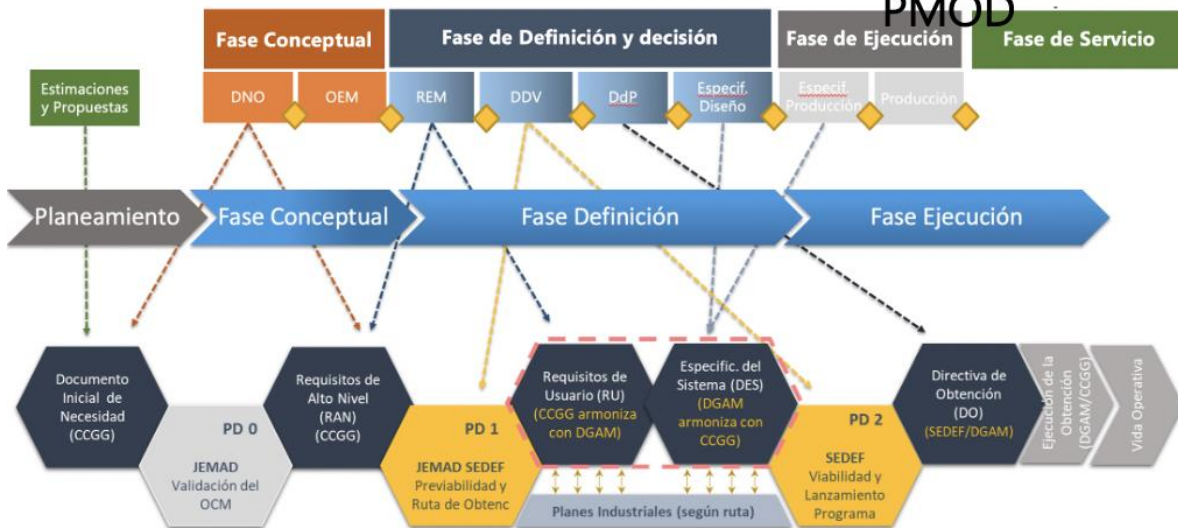 PMOD
Fase Conceptual
Fase de Definición y decisión
Fase de Ejecución
Fase de Servicio
Estimaciones
y Propuestas
DNO
OEM
REM
DDV
DdP
Especif.
Diseño
Especif.
Producción
Producción
Planeamiento
Fase Conceptual
Fase Definición
Fase Ejecución
Documento
Inicial de
Necesidad
(CCGG)
PD 0
JEMAD
Validación del
OCM
Requisitos de
Alto Nivel
(RAN)
(CCGG)
PD 1
JEMAD SEDEF
Previabilidad y
Ruta de Obtenc
Requisitos de
Usuario (RU)
(CCGG armoniza
con DGAM)
Especific. del
Sistema (DES)
(DGAM
armoniza con
CCGG)
Planes Industriales (según ruta)
PD 2
SEDEF
Viabilidad y
Lanzamiento
Programa
Directiva de
Obtención
(DO)
(SEDEF/DGAM)
Ejecución de la
Obtención
(DGAM/CCGG)
Vida Operativa